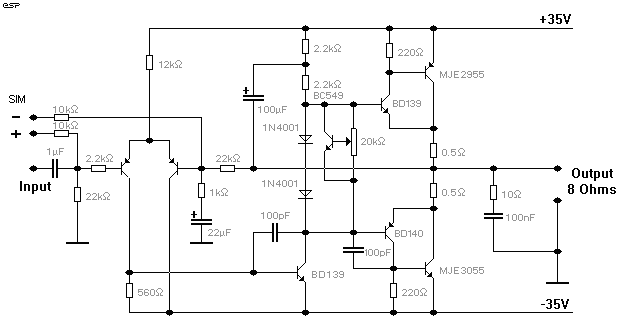 esp
+35V
2.2kΩ
220Ω
12kΩ
MJE2955
2.2kΩ
BC549
BD139
SIM
10kΩ
100µF
-
10kΩ
1N4001
20kΩ
+
0.5Ω
1µF
2.2kΩ
22kΩ
Output
8 Ohms
Input
1N4001
0.5Ω
10Ω
22kΩ
1kΩ
100pF
100nF
22µF
BD140
100pF
BD139
MJE3055
560Ω
220Ω
-35V